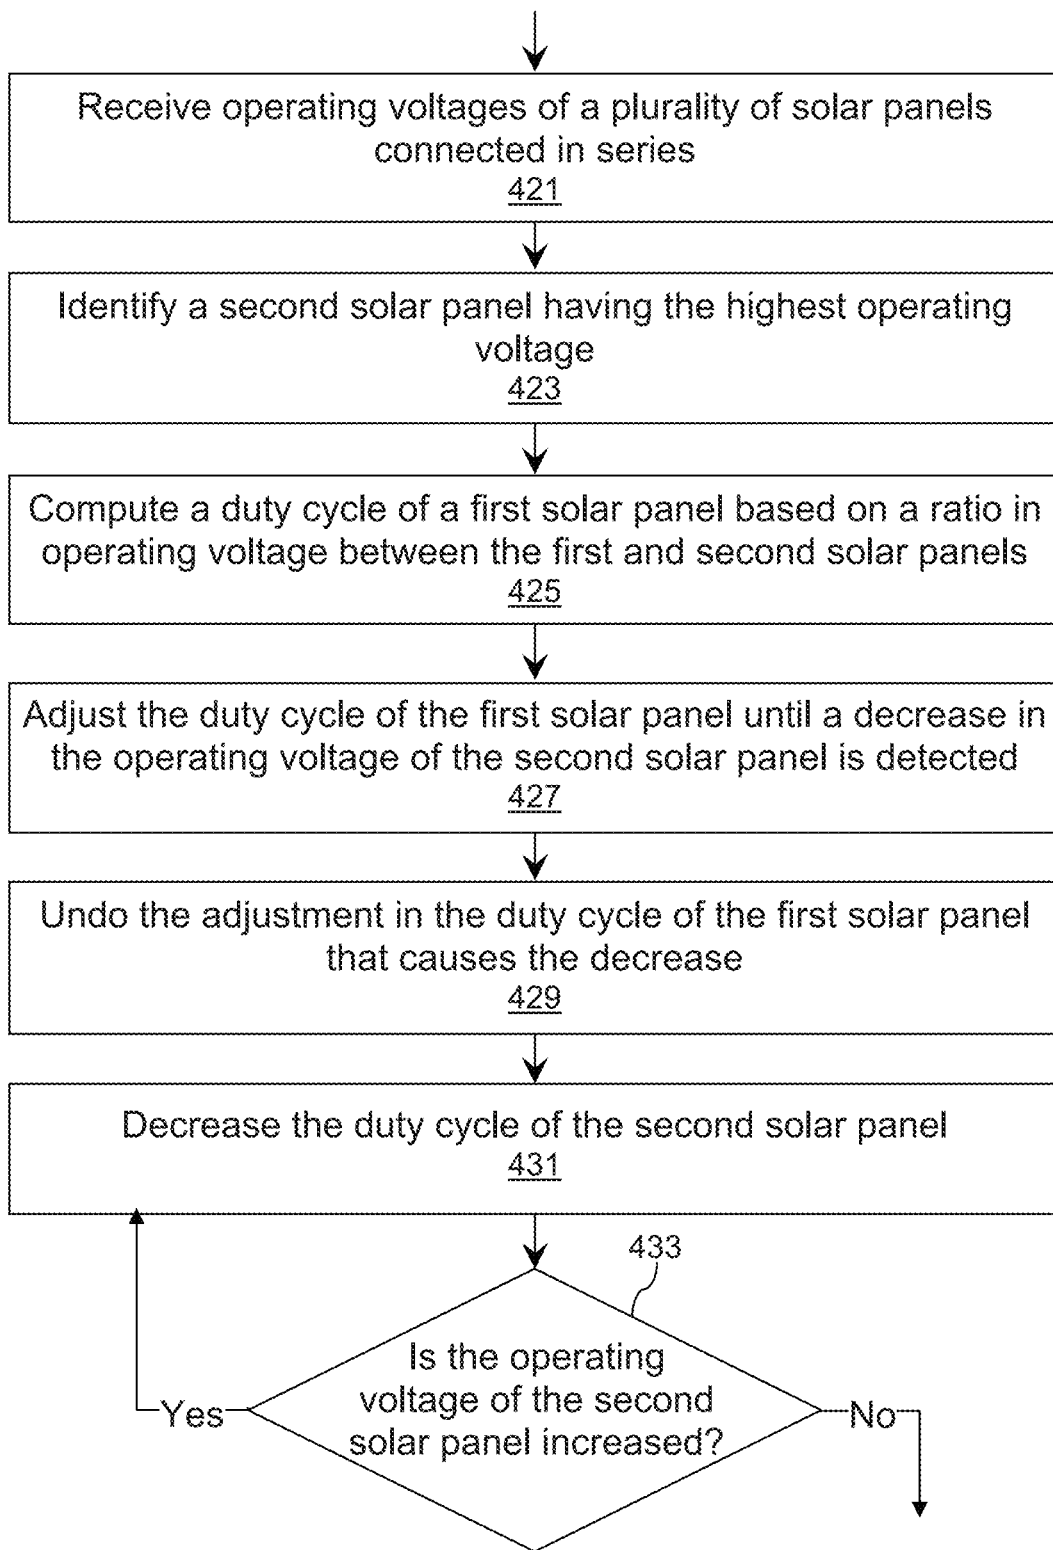 Receive operating voltages of a plurality of solar panels
connected in series
421
Identify a second solar panel having the highest operating
voltage
423
Compute a duty cycle of a first solar panel based on a ratio in
operating voltage between the first and second solar panels
425
Adjust the duty cycle of the first solar panel until a decrease in
the operating voltage of the second solar panel is detected
427
Undo the adjustment in the duty cycle of the first solar panel
that causes the decrease
429
Decrease the duty cycle of the second solar panel
431
433
Is the operating
voltage of the second
solar panel increased?
Yes
No